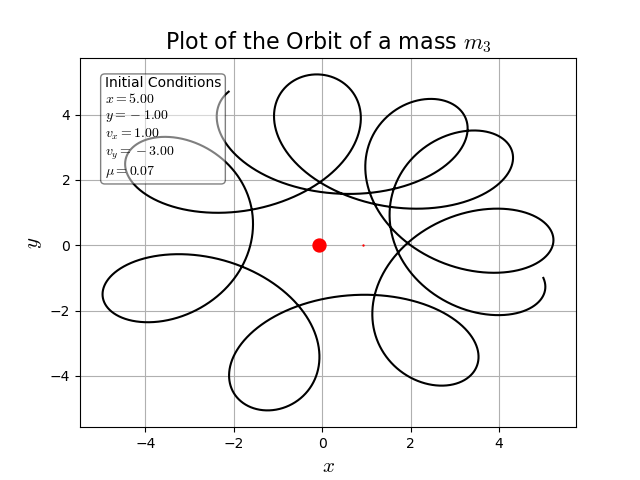 Plot of the Orbit of a mass m₃
Initial Conditions
x = 5.00
y = −1.00
vₓ = 1.00
v_y = −3.00
μ = 0.07
4
2
0
−2
−4
y
−4 −2 0 2 4
x